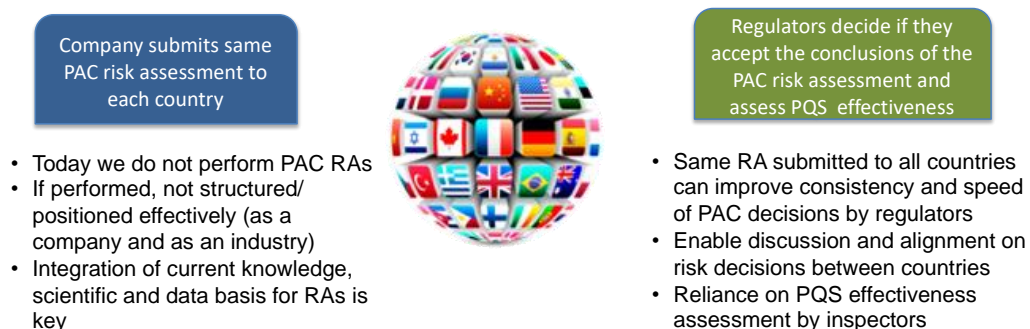 Company submits same
PAC risk assessment to
each country
• Today we do not perform PAC RAs
• If performed, not structured/
positioned effectively (as a
company and as an industry)
• Integration of current knowledge,
scientific and data basis for RAs is
key
Regulators decide if they
accept the conclusions of the
PAC risk assessment and
assess PQS effectiveness
• Same RA submitted to all countries
can improve consistency and speed
of PAC decisions by regulators
• Enable discussion and alignment on
risk decisions between countries
• Reliance on PQS effectiveness
assessment by inspectors